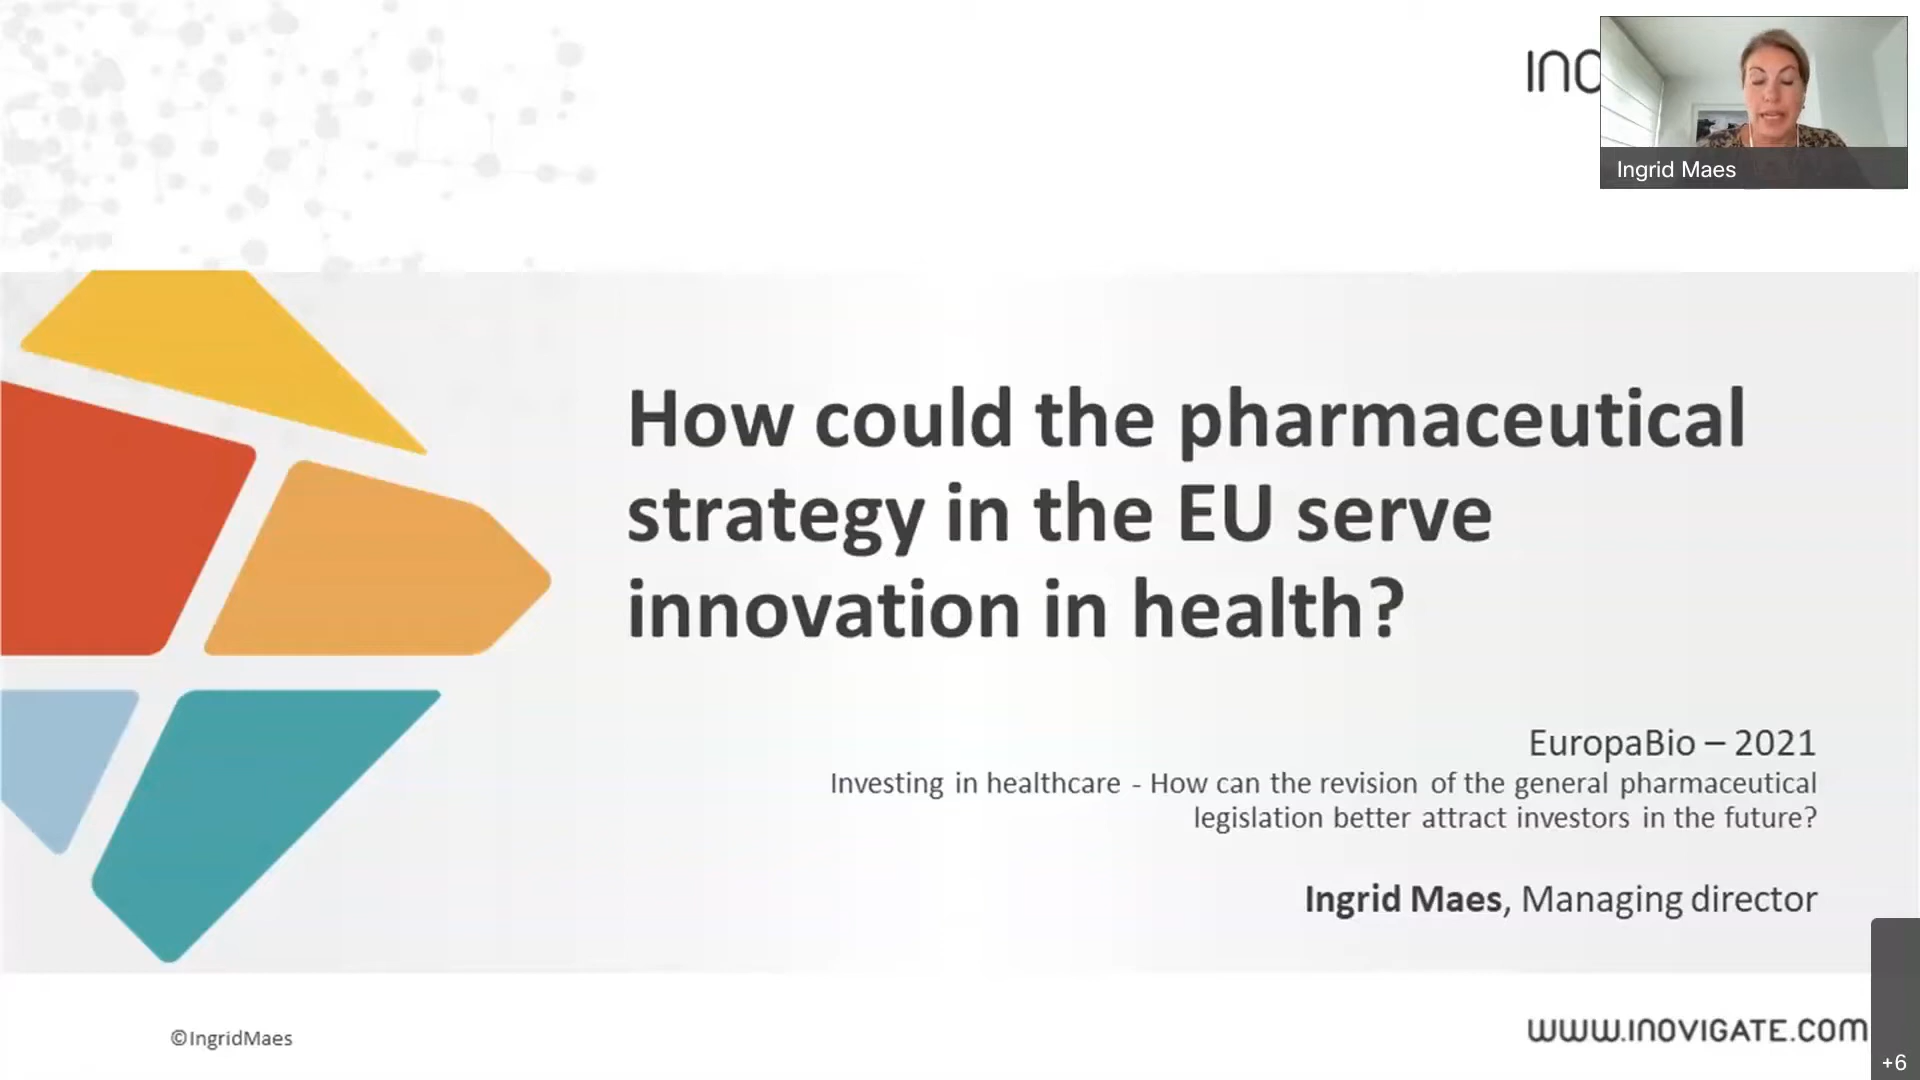 Ingrid Maes
How could the pharmaceutical
strategy in the EU serve
innovation in health?
EuropaBio – 2021
Investing in healthcare - How can the revision of the general pharmaceutical
legislation better attract investors in the future?
Ingrid Maes, Managing director
©IngridMaes
WWW.INOVIGATE.COM
+6